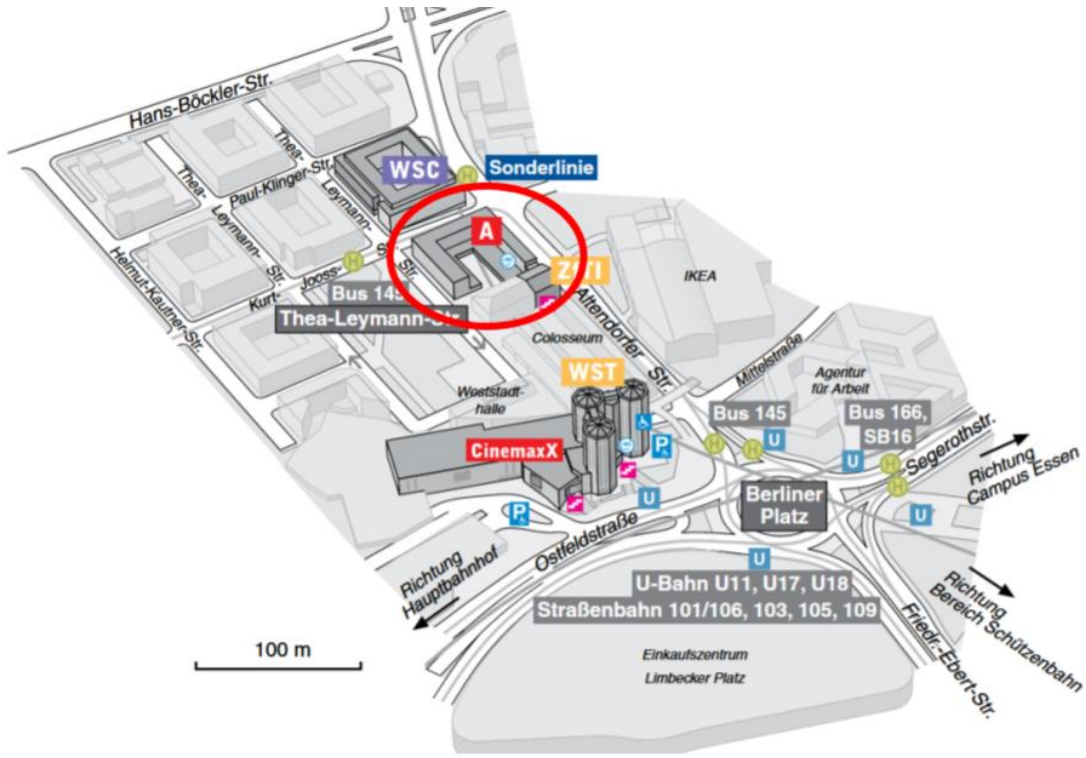 Hans-Böckler-Str.
Thea-
Leymann-
Str.
Paul-Klinger-Str.
Thea-
Leymann-
Str.
WSC
H
Sonderlinie
A
ZSTI
IKEA
Helmut-Kautner-Str.
Kurt-
Jooss-
Str.
H
Bus 145
Thea-Leymann-Str.
Colosseum
Altendorfer Str.
Mittelstraße
Agentur
für Arbeit
WST
Weststadt-
halle
CinemaxX
P
Bus 145
H
H
U
Bus 166,
SB16
U
H
H
Segerothstr.
Richtung
Campus Essen
U
P
U
Berliner
Platz
Ostfeldstraße
Richtung
Hauptbahnhof
U
U-Bahn U11, U17, U18
Straßenbahn 101/106, 103, 105, 109
Richtung
Bereich Schützenbahn
Friedr.-Ebert-Str.
100 m
Einkaufszentrum
Limbecker Platz